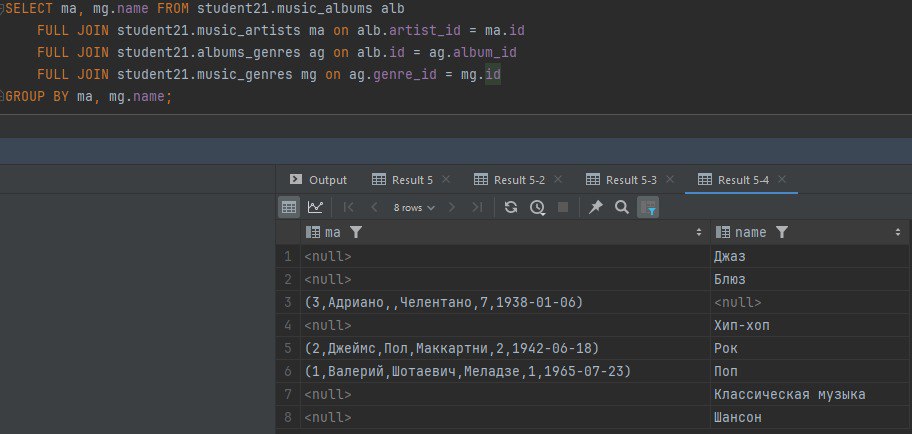 SELECT ma, mg.name FROM student21.music_albums alb
FULL JOIN student21.music_artists ma on alb.artist_id = ma.id
FULL JOIN student21.albums_genres ag on alb.id = ag.album_id
FULL JOIN student21.music_genres mg on ag.genre_id = mg.id
GROUP BY ma, mg.name;
Output Result 5 Result 5-2 Result 5-3 Result 5-4
8 rows
ma name
1 <null> Джаз
2 <null> Блюз
3 (3,Адриано,,Челентано,7,1938-01-06) <null>
4 <null> Хип-хоп
5 (2,Джеймс,Пол,Маккартни,2,1942-06-18) Рок
6 (1,Валерий,Шотаевич,Меладзе,1,1965-07-23) Поп
7 <null> Классическая музыка
8 <null> Шансон